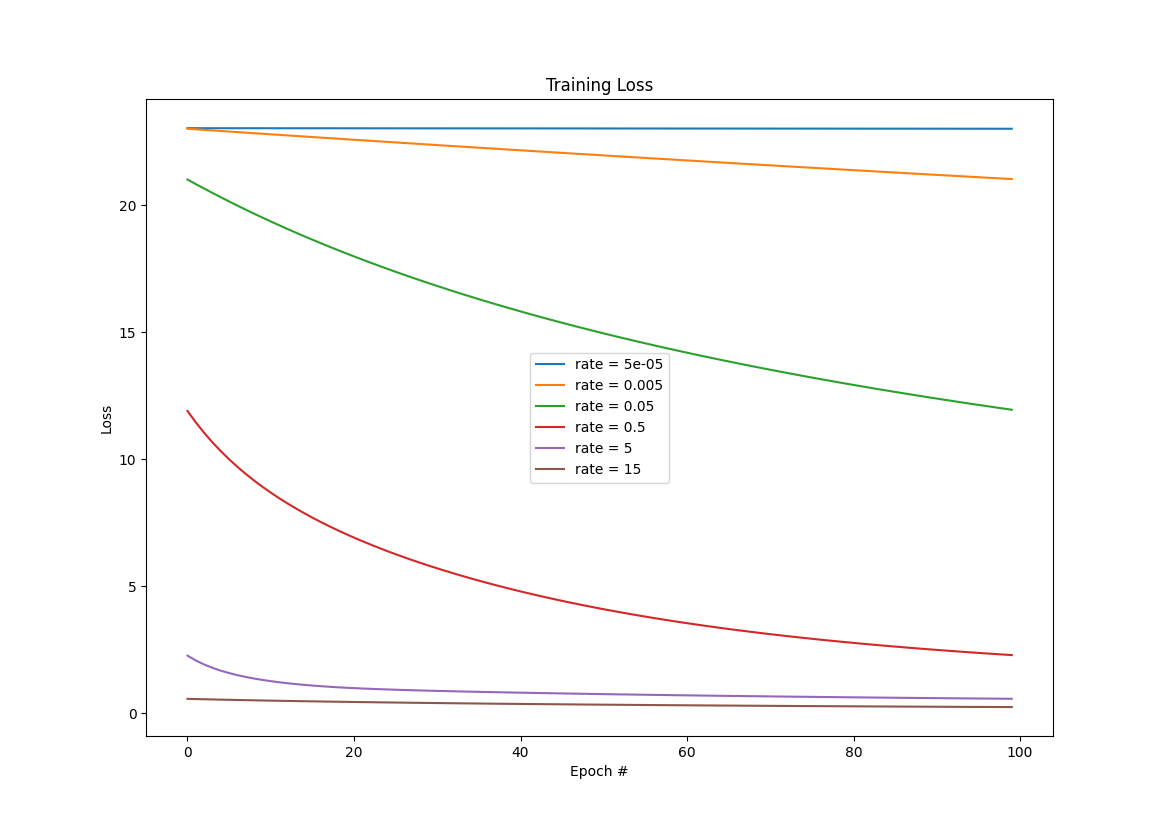 Training Loss
Loss
20
15
10
5
0
rate = 5e-05
rate = 0.005
rate = 0.05
rate = 0.5
rate = 5
rate = 15
0 20 40 60 80 100
Epoch #